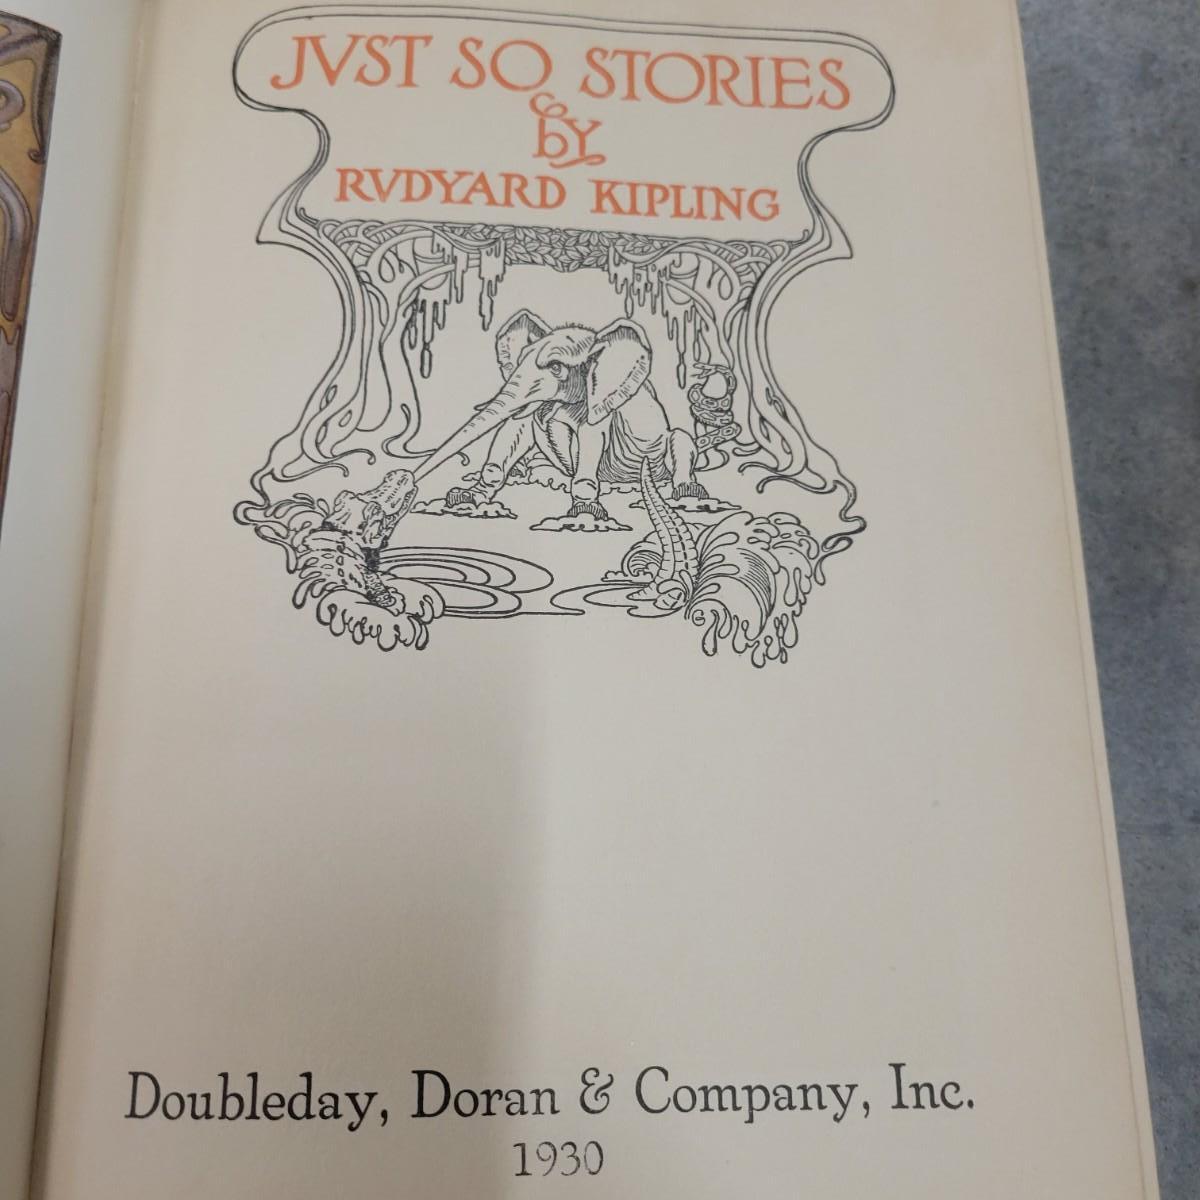 JVST SO STORIES
bY
RVDYARD KIPLING
Doubleday, Doran & Company, Inc.
1930